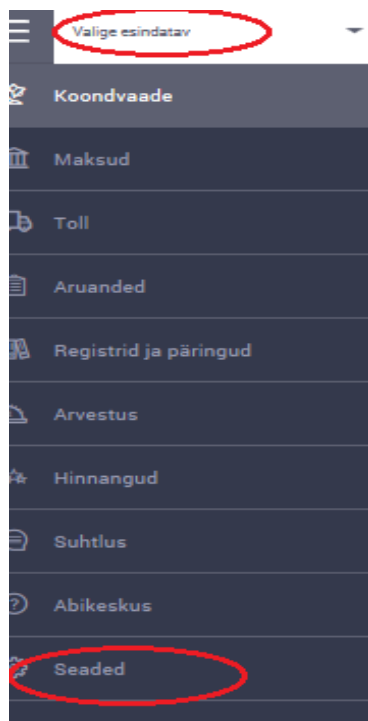 Valige esindatav
Koondvaade
Maksud
Toll
Aruanded
Registrid ja päringud
Arvestus
Hinnangud
Suhtlus
Abikeskus
Seaded